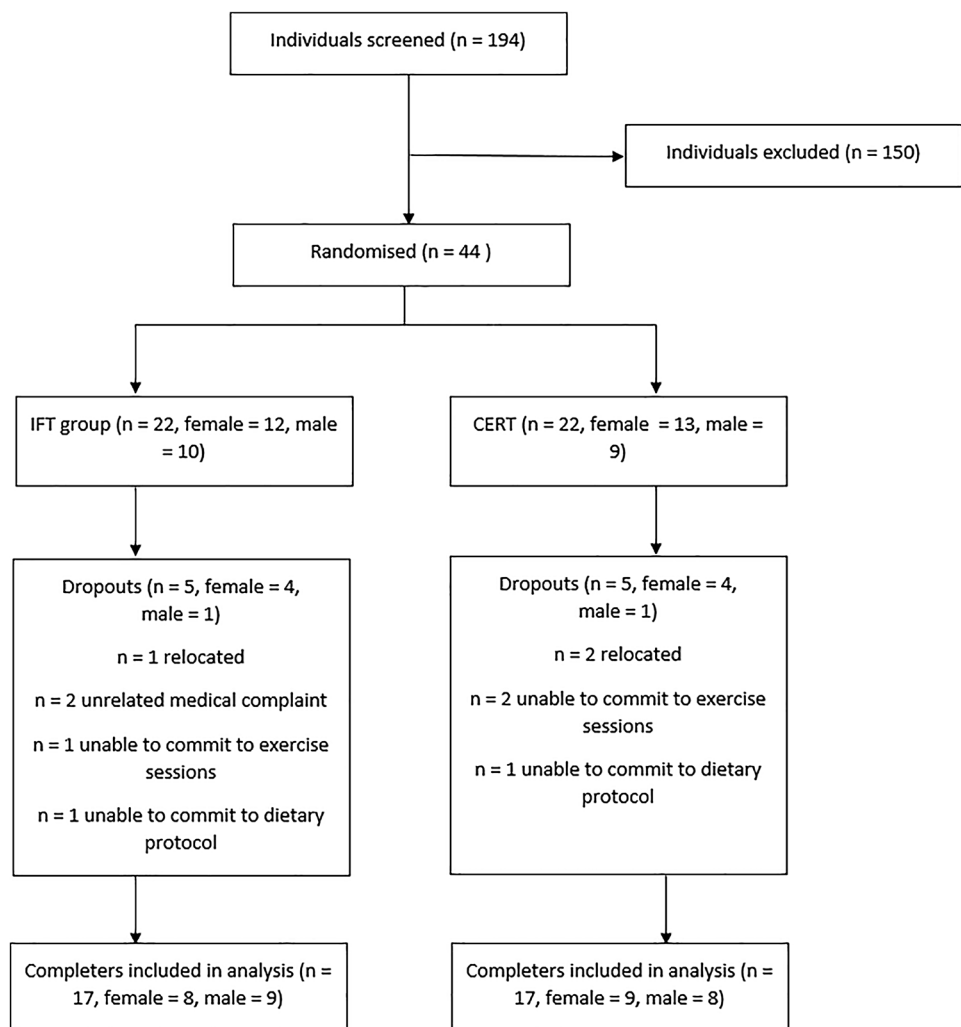 Individuals screened (n = 194)
Individuals excluded (n = 150)
Randomised (n = 44 )
IFT group (n = 22, female = 12, male
= 10)
CERT (n = 22, female  = 13, male =
9)
Dropouts (n = 5, female = 4,
male = 1)
n = 1 relocated
n = 2 unrelated medical complaint
n = 1 unable to commit to exercise
sessions
n = 1 unable to commit to dietary
protocol
Dropouts (n = 5, female = 4,
male = 1)
n = 2 relocated
n = 2 unable to commit to exercise
sessions
n = 1 unable to commit to dietary
protocol
Completers included in analysis (n =
17, female = 8, male = 9)
Completers included in analysis (n =
17, female = 9, male = 8)